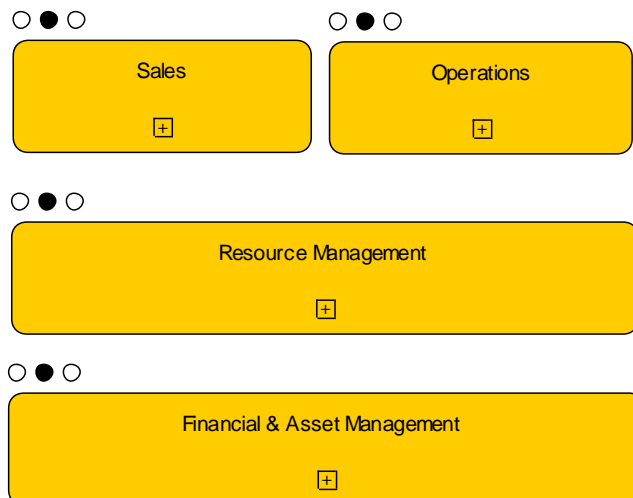 Sales
Operations
Resource Management
Financial & Asset Management